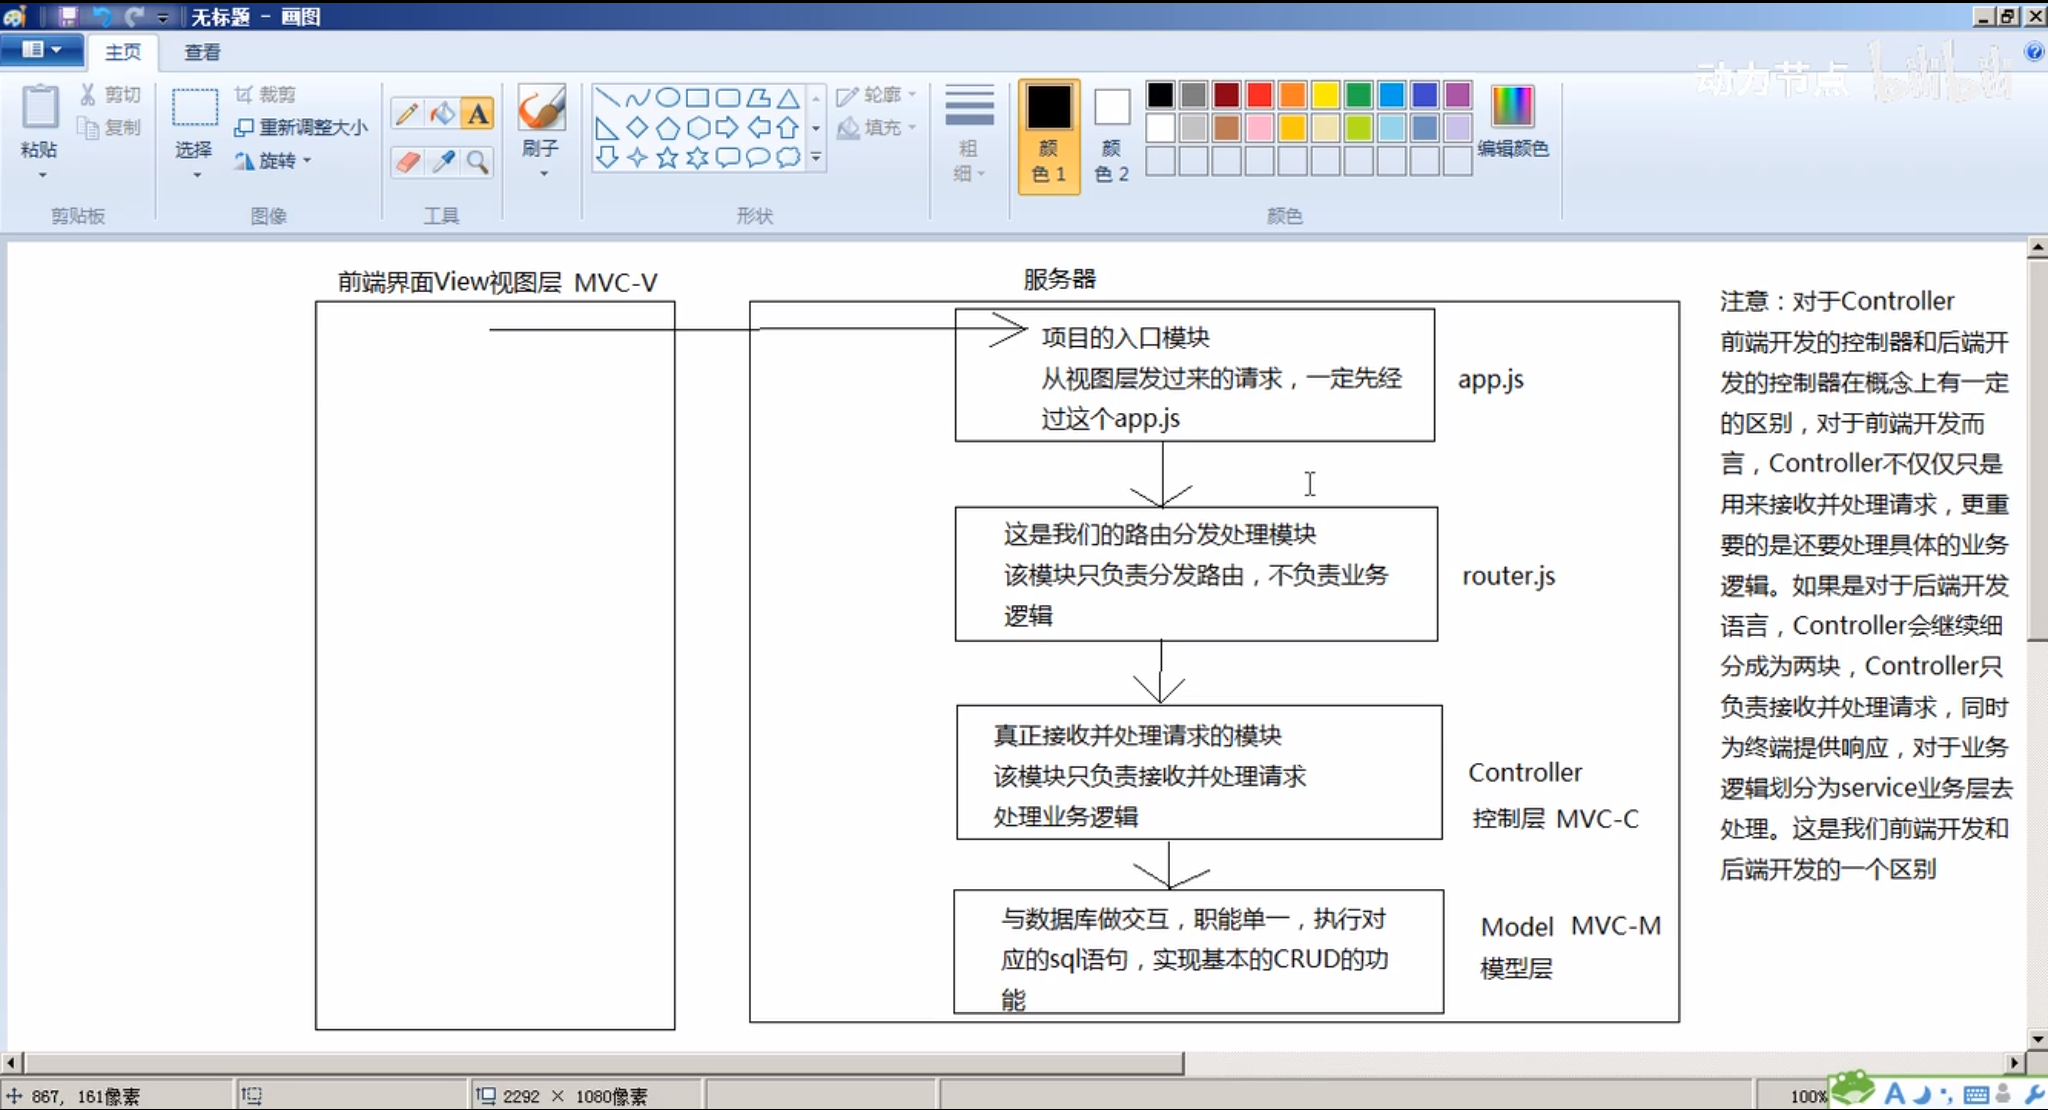 无标题 - 画图
主页
查看
动力节点 bilibili
粘贴
剪切
复制
剪贴板
选择
裁剪
重新调整大小
旋转
图像
A
工具
刷子
形状
轮廓
填充
粗
细
颜
色 1
颜
色 2
编辑颜色
颜色
前端界面View视图层 MVC-V
服务器
项目的入口模块
从视图层发过来的请求，一定先经
过这个app.js
app.js
这是我们的路由分发处理模块
该模块只负责分发路由，不负责业务
逻辑
router.js
真正接收并处理请求的模块
该模块只负责接收并处理请求
处理业务逻辑
Controller
控制层 MVC-C
与数据库做交互，职能单一，执行对
应的sql语句，实现基本的CRUD的功
能
Model MVC-M
模型层
注意：对于Controller
前端开发的控制器和后端开
发的控制器在概念上有一定
的区别，对于前端开发而
言，Controller不仅仅只是
用来接收并处理请求，更重
要的是还要处理具体的业务
逻辑。如果是对于后端开发
语言，Controller会继续细
分成为两块，Controller只
负责接收并处理请求，同时
为终端提供响应，对于业务
逻辑划分为service业务层去
处理。这是我们前端开发和
后端开发的一个区别
867, 161像素
2292 × 1080像素
100%
A